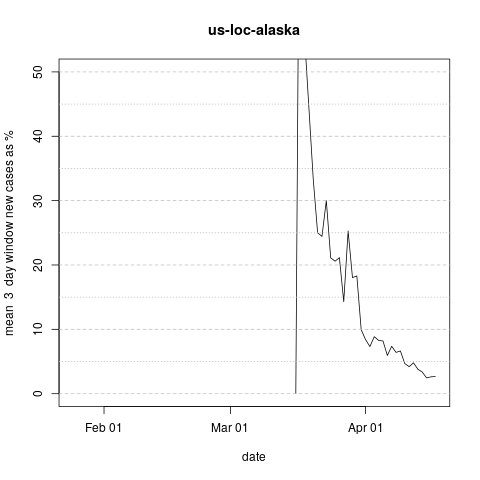 us-loc-alaska
mean 3 day window new cases as %
50
40
30
20
10
0
Feb 01
Mar 01
Apr 01
date